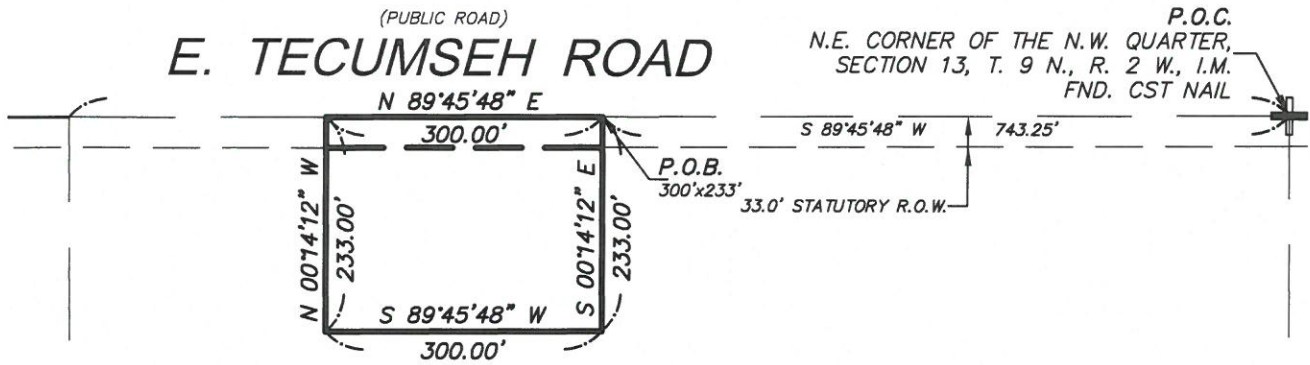 (PUBLIC ROAD)
E. TECUMSEH ROAD
P.O.C.
N.E. CORNER OF THE N.W. QUARTER,
SECTION 13, T. 9 N., R. 2 W., I.M.
FND. CST NAIL
N 89°45'48" E
300.00'
S 89°45'48" W 743.25'
P.O.B.
300'x233'
33.0' STATUTORY R.O.W.
N 00°14'12" W
233.00'
S 00°14'12" E
233.00'
S 89°45'48" W
300.00'